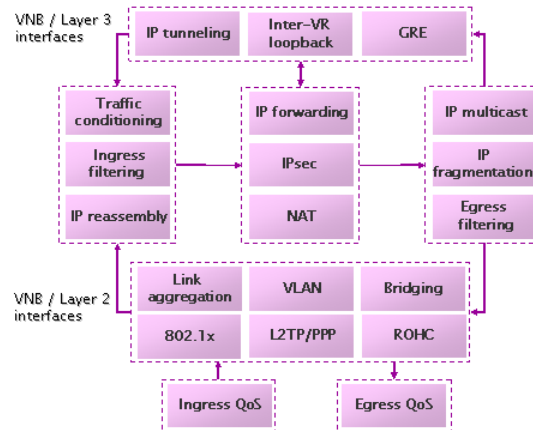 VNB / Layer 3
interfaces
IP tunneling
Inter-VR
loopback
GRE
Traffic
conditioning
Ingress
filtering
IP reassembly
IP forwarding
IPsec
NAT
IP multicast
IP
fragmentation
Egress
filtering
VNB / Layer 2
interfaces
Link
aggregation
VLAN
Bridging
802.1x
L2TP/PPP
ROHC
Ingress QoS
Egress QoS